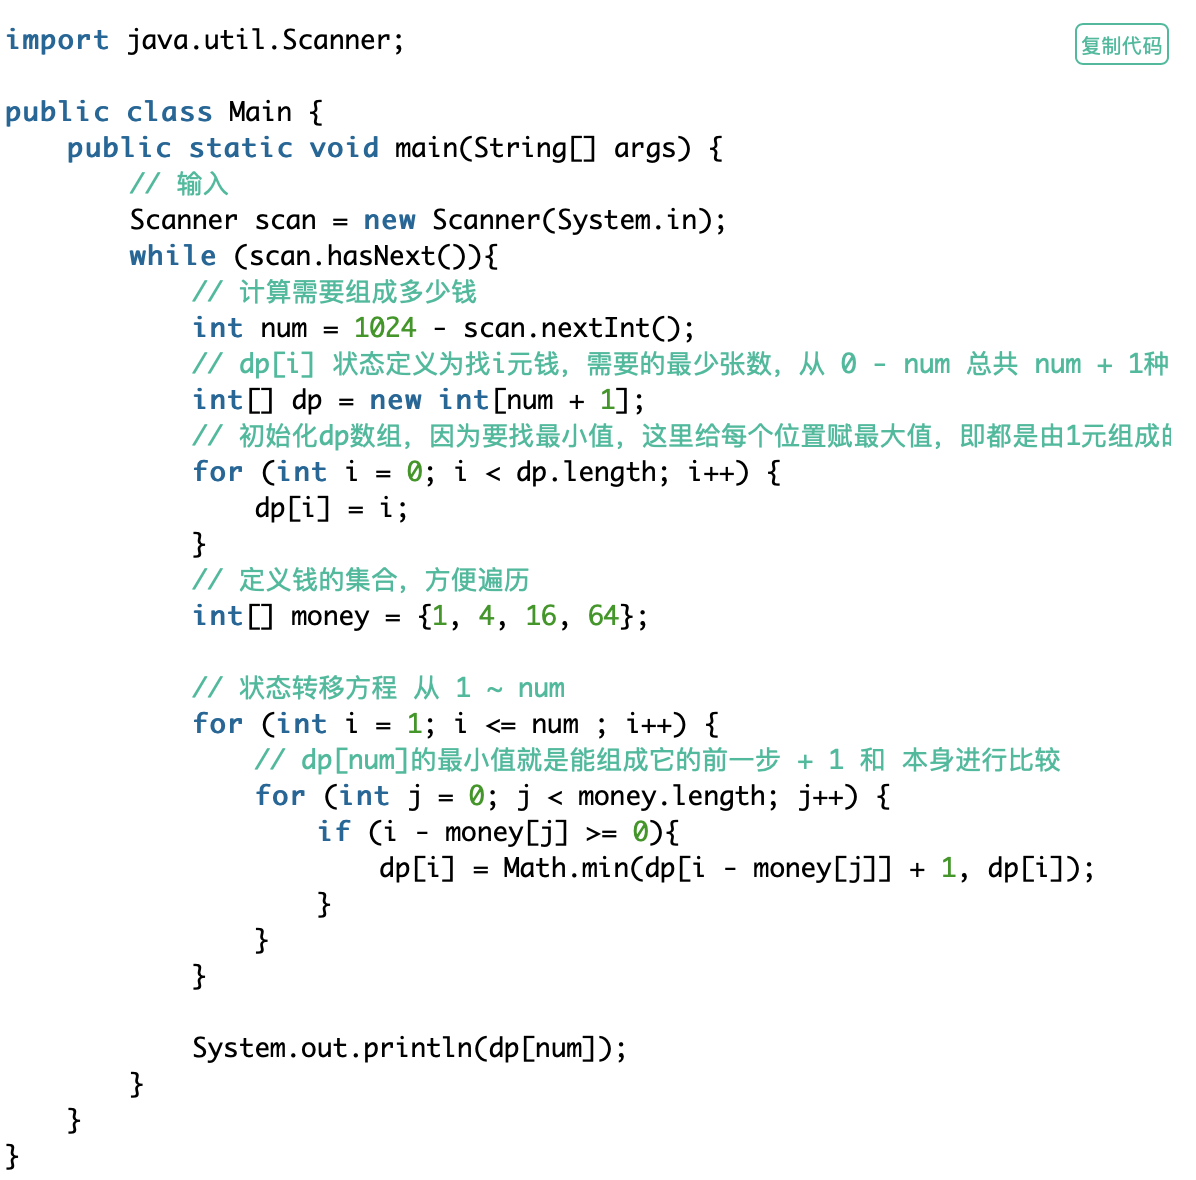 import java.util.Scanner;
复制代码
public class Main {
public static void main(String[] args) {
// 输入
Scanner scan = new Scanner(System.in);
while (scan.hasNext()){
// 计算需要组成多少钱
int num = 1024 - scan.nextInt();
// dp[i] 状态定义为找i元钱，需要的最少张数，从 0 - num 总共 num + 1种
int[] dp = new int[num + 1];
// 初始化dp数组，因为要找最小值，这里给每个位置赋最大值，即都是由1元组成
for (int i = 0; i < dp.length; i++) {
dp[i] = i;
}
// 定义钱的集合，方便遍历
int[] money = {1, 4, 16, 64};
// 状态转移方程 从 1 ~ num
for (int i = 1; i <= num ; i++) {
// dp[num]的最小值就是能组成它的前一步 + 1 和 本身进行比较
for (int j = 0; j < money.length; j++) {
if (i - money[j] >= 0){
dp[i] = Math.min(dp[i - money[j]] + 1, dp[i]);
}
}
}
System.out.println(dp[num]);
}
}
}